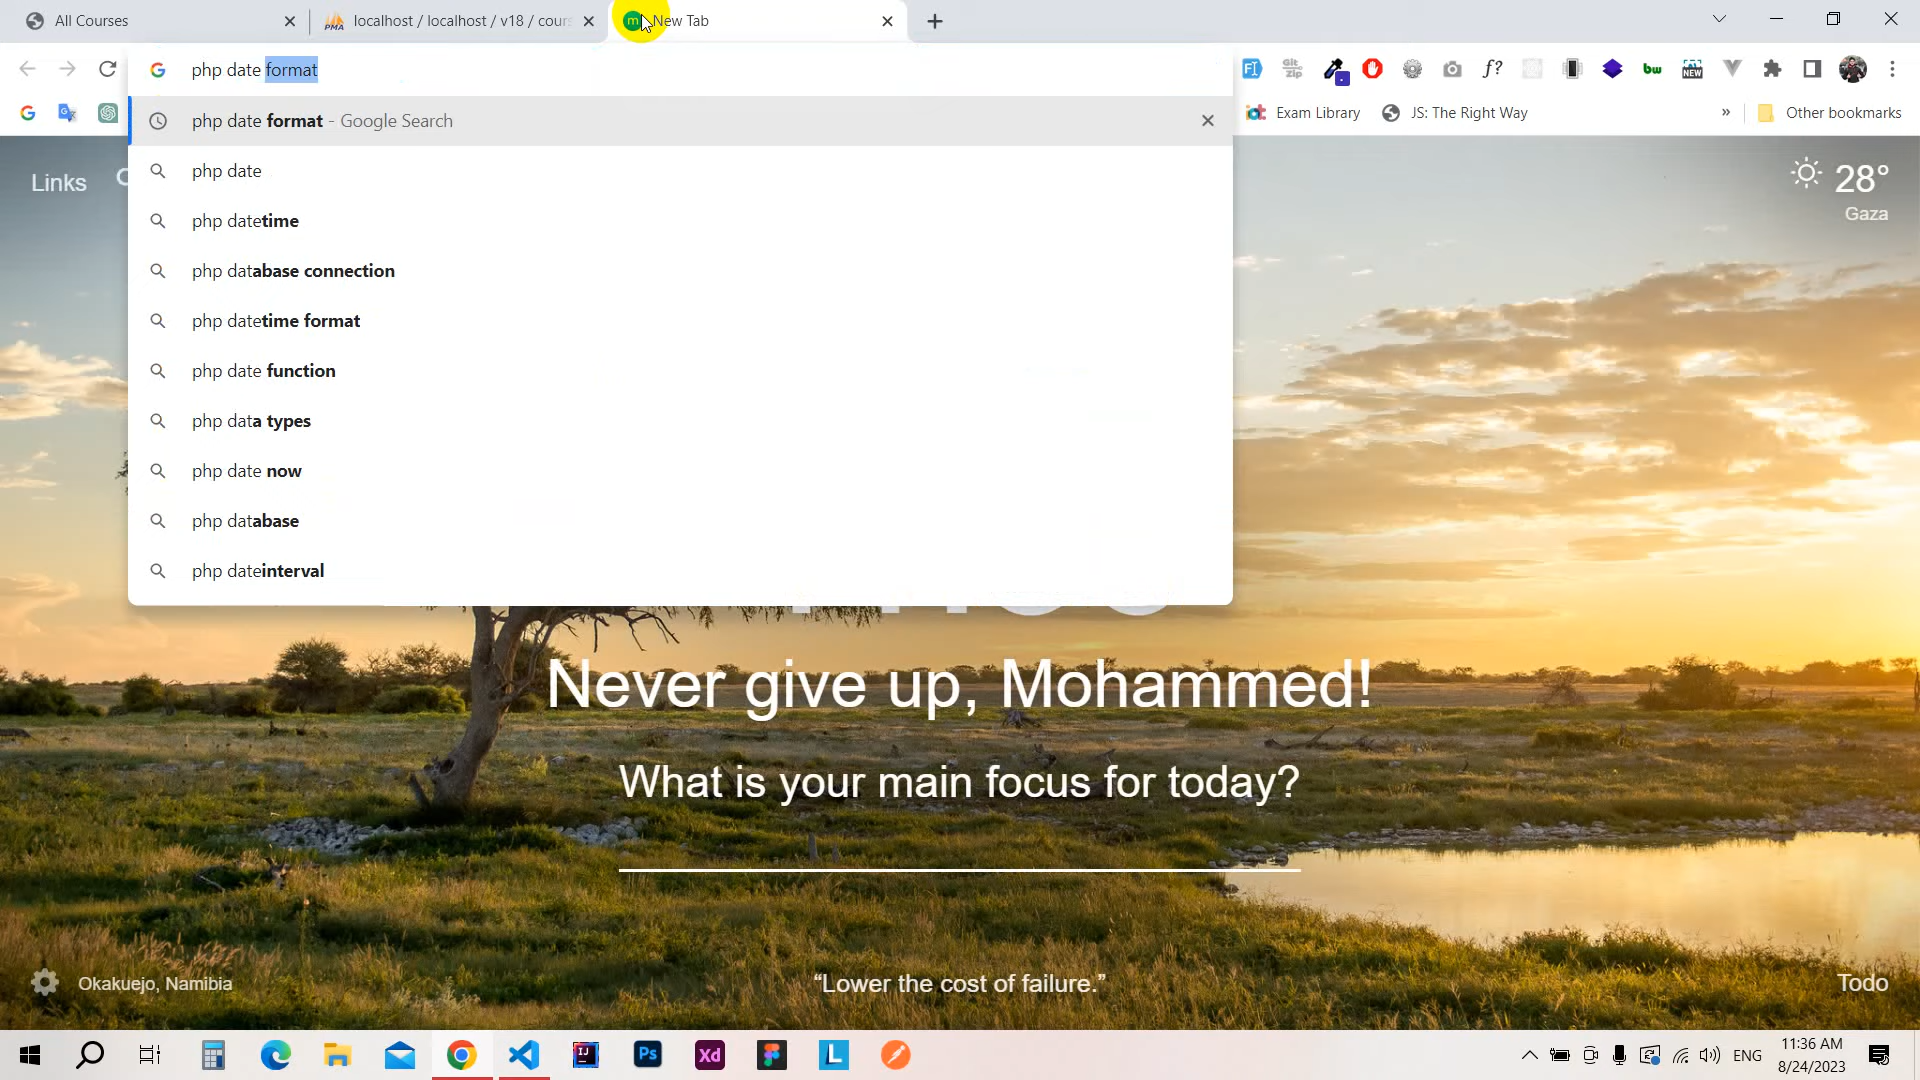 All Courses
localhost / localhost / v18 / cours
New Tab
php date format
php date format - Google Search
php date
php datetime
php database connection
php datetime format
php date function
php data types
php date now
php database
php dateinterval
Exam Library
JS: The Right Way
»
Other bookmarks
Links
28°
Gaza
Never give up, Mohammed!
What is your main focus for today?
Okakuejo, Namibia
“Lower the cost of failure.”
Todo
ENG
11:36 AM
8/24/2023